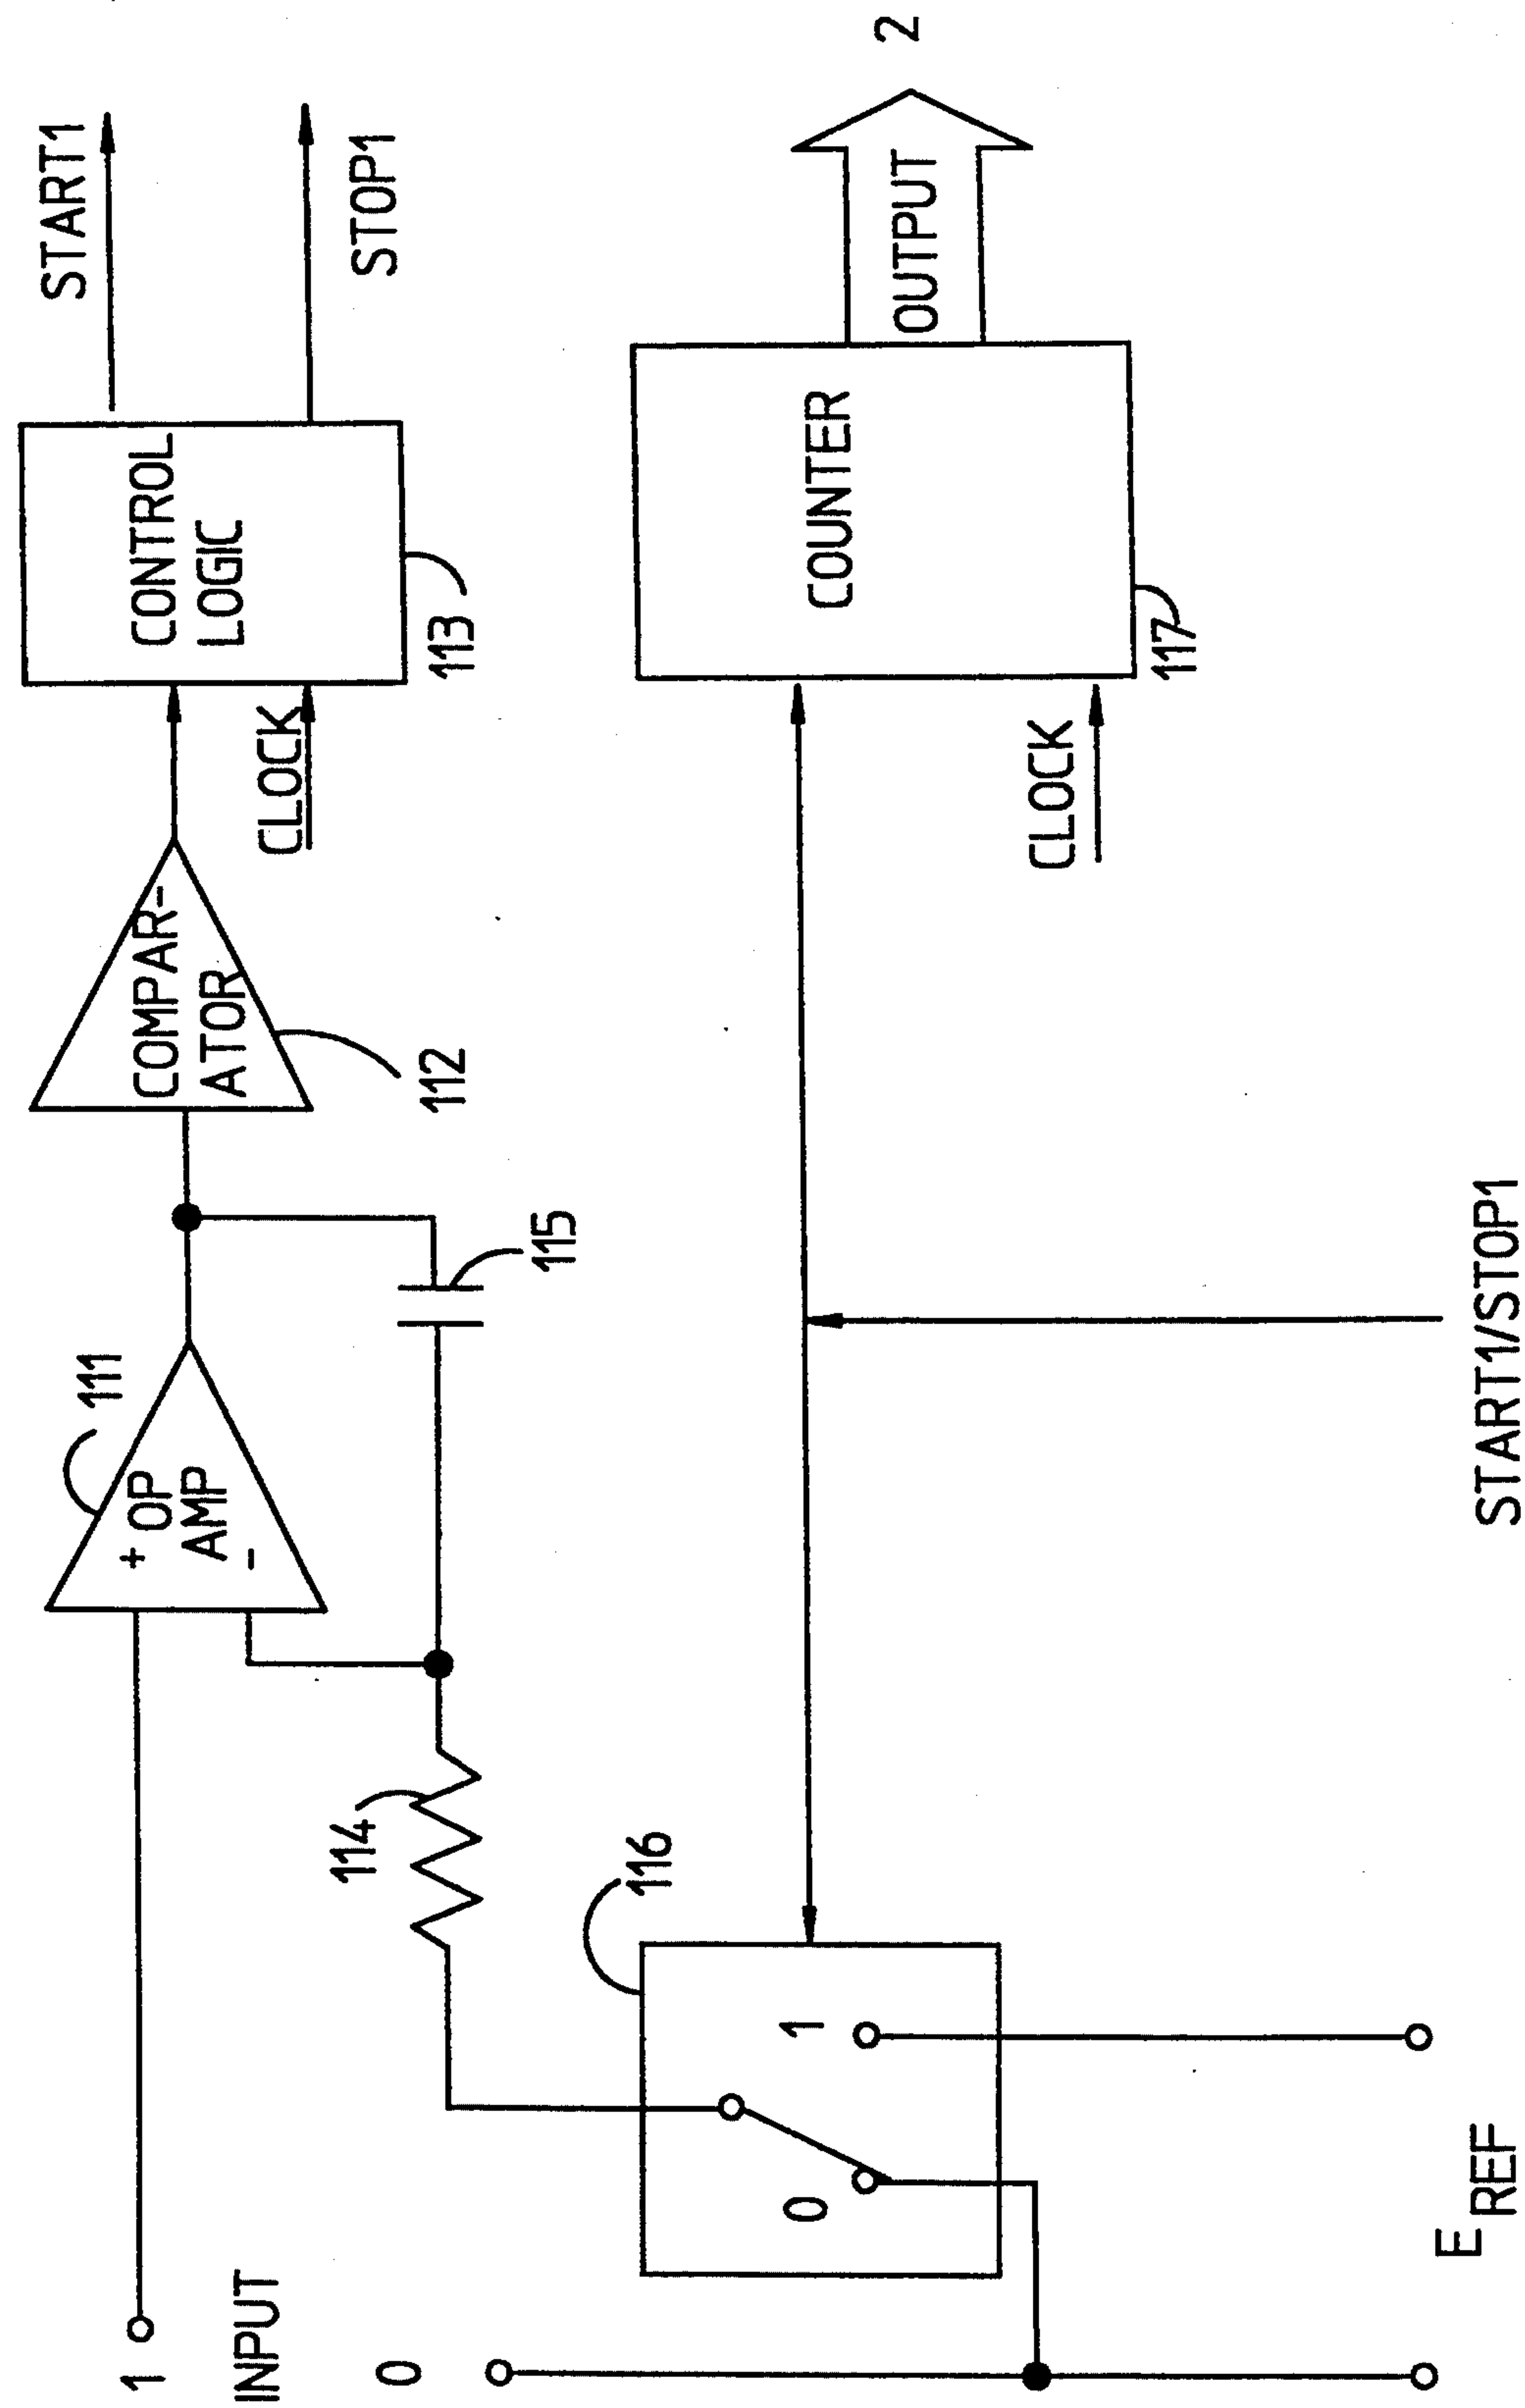 START1
STOP1
CONTROL
LOGIC
113
CLOCK
COMPAR-
ATOR
112
111
+ OP
AMP
-
115
114
1
INPUT
0
116
0
1
E REF
START1/STOP1
CLOCK
COUNTER
117
OUTPUT
2